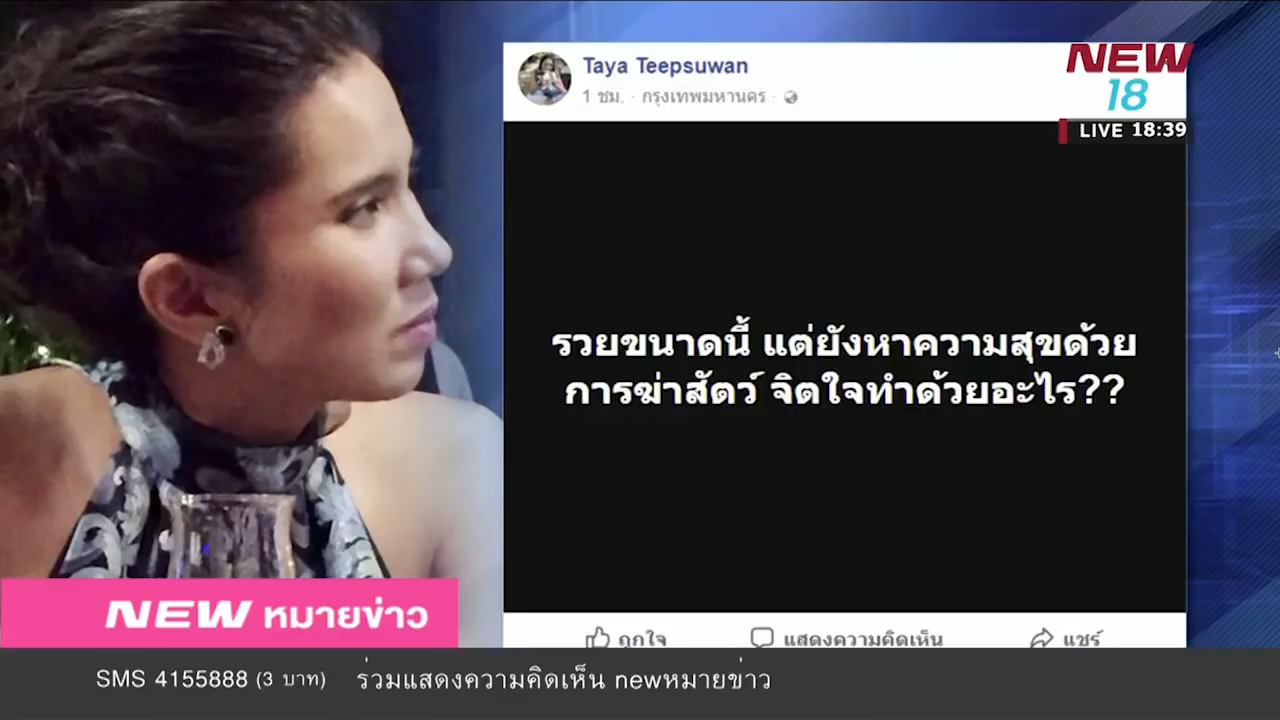 Taya Teepsuwan
1 ชม. · กรุงเทพมหานคร ·
NEW
18
LIVE 18:39
รวยขนาดนี้ แต่ยังหาความสุขด้วย
การฆ่าสัตว์ จิตใจทำด้วยอะไร??
ถูกใจ แสดงความคิดเห็น แชร์
NEW หมายข่าว
SMS 4155888 (3 บาท) ร่วมแสดงความคิดเห็น newหมายข่าว